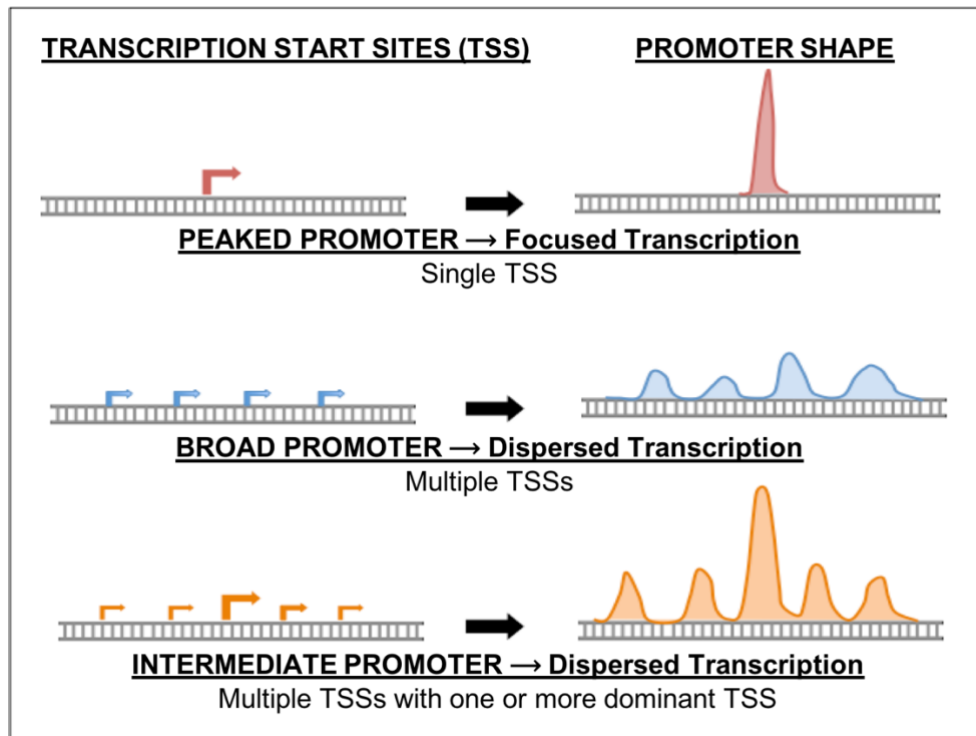 TRANSCRIPTION START SITES (TSS)
PROMOTER SHAPE
PEAKED PROMOTER → Focused Transcription
Single TSS
BROAD PROMOTER → Dispersed Transcription
Multiple TSSs
INTERMEDIATE PROMOTER → Dispersed Transcription
Multiple TSSs with one or more dominant TSS